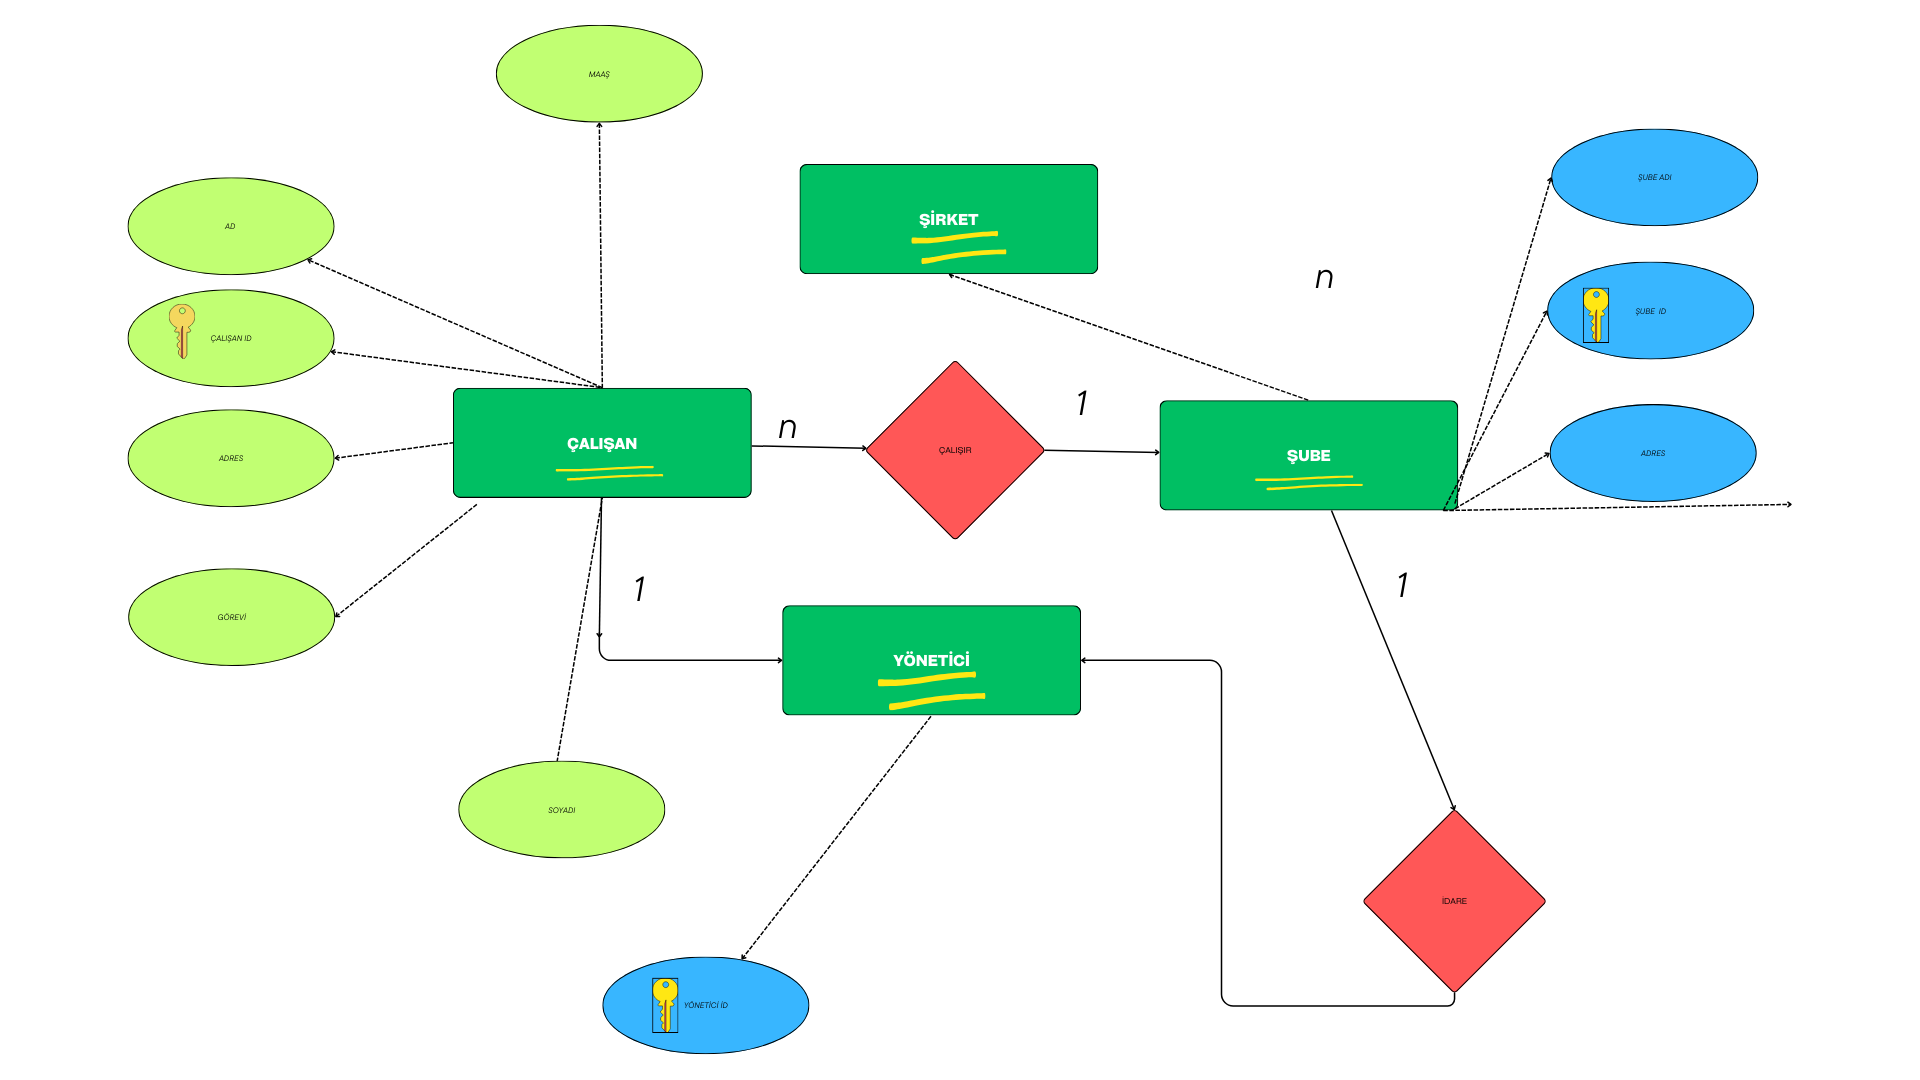 MAAŞ
ŞUBE ADI
AD
ŞİRKET
n
ŞUBE ID
ÇALIŞAN ID
1
n
ÇALIŞAN
ÇALIŞIR
ŞUBE
ADRES
ADRES
1
1
GÖREVİ
YÖNETİCİ
SOYADI
İDARE
YÖNETİCİ İD